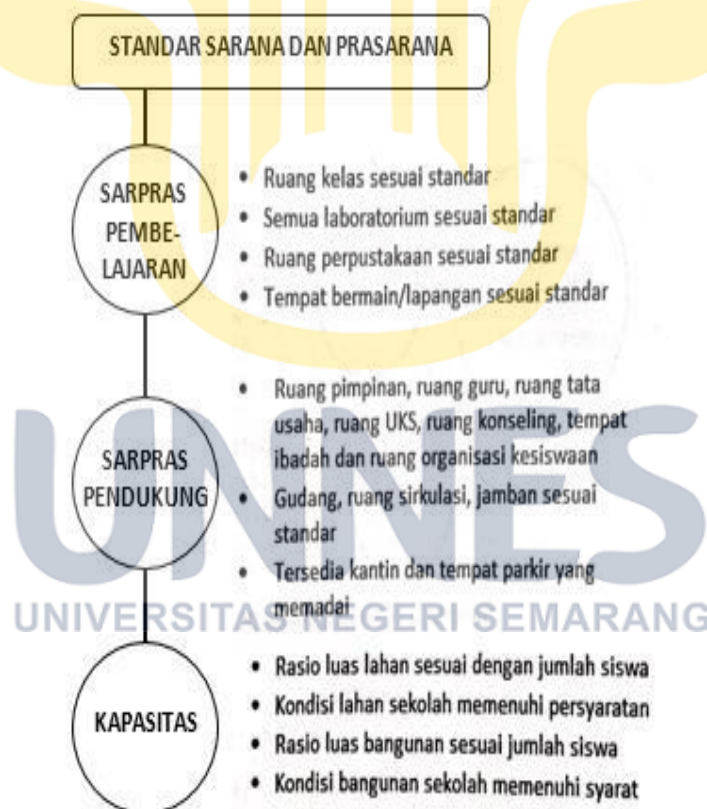 STANDAR SARANA DAN PRASARANA
SARPRAS
PEMBE-
LAJARAN
• Ruang kelas sesuai standar
• Semua laboratorium sesuai standar
• Ruang perpustakaan sesuai standar
• Tempat bermain/lapangan sesuai standar
SARPRAS
PENDUKUNG
• Ruang pimpinan, ruang guru, ruang tata
usaha, ruang UKS, ruang konseling, tempat
ibadah dan ruang organisasi kesiswaan
• Gudang, ruang sirkulasi, jamban sesuai
standar
• Tersedia kantin dan tempat parkir yang
memadai
UNNES
UNIVERSITAS NEGERI SEMARANG
KAPASITAS
• Rasio luas lahan sesuai dengan jumlah siswa
• Kondisi lahan sekolah memenuhi persyaratan
• Rasio luas bangunan sesuai jumlah siswa
• Kondisi bangunan sekolah memenuhi syarat